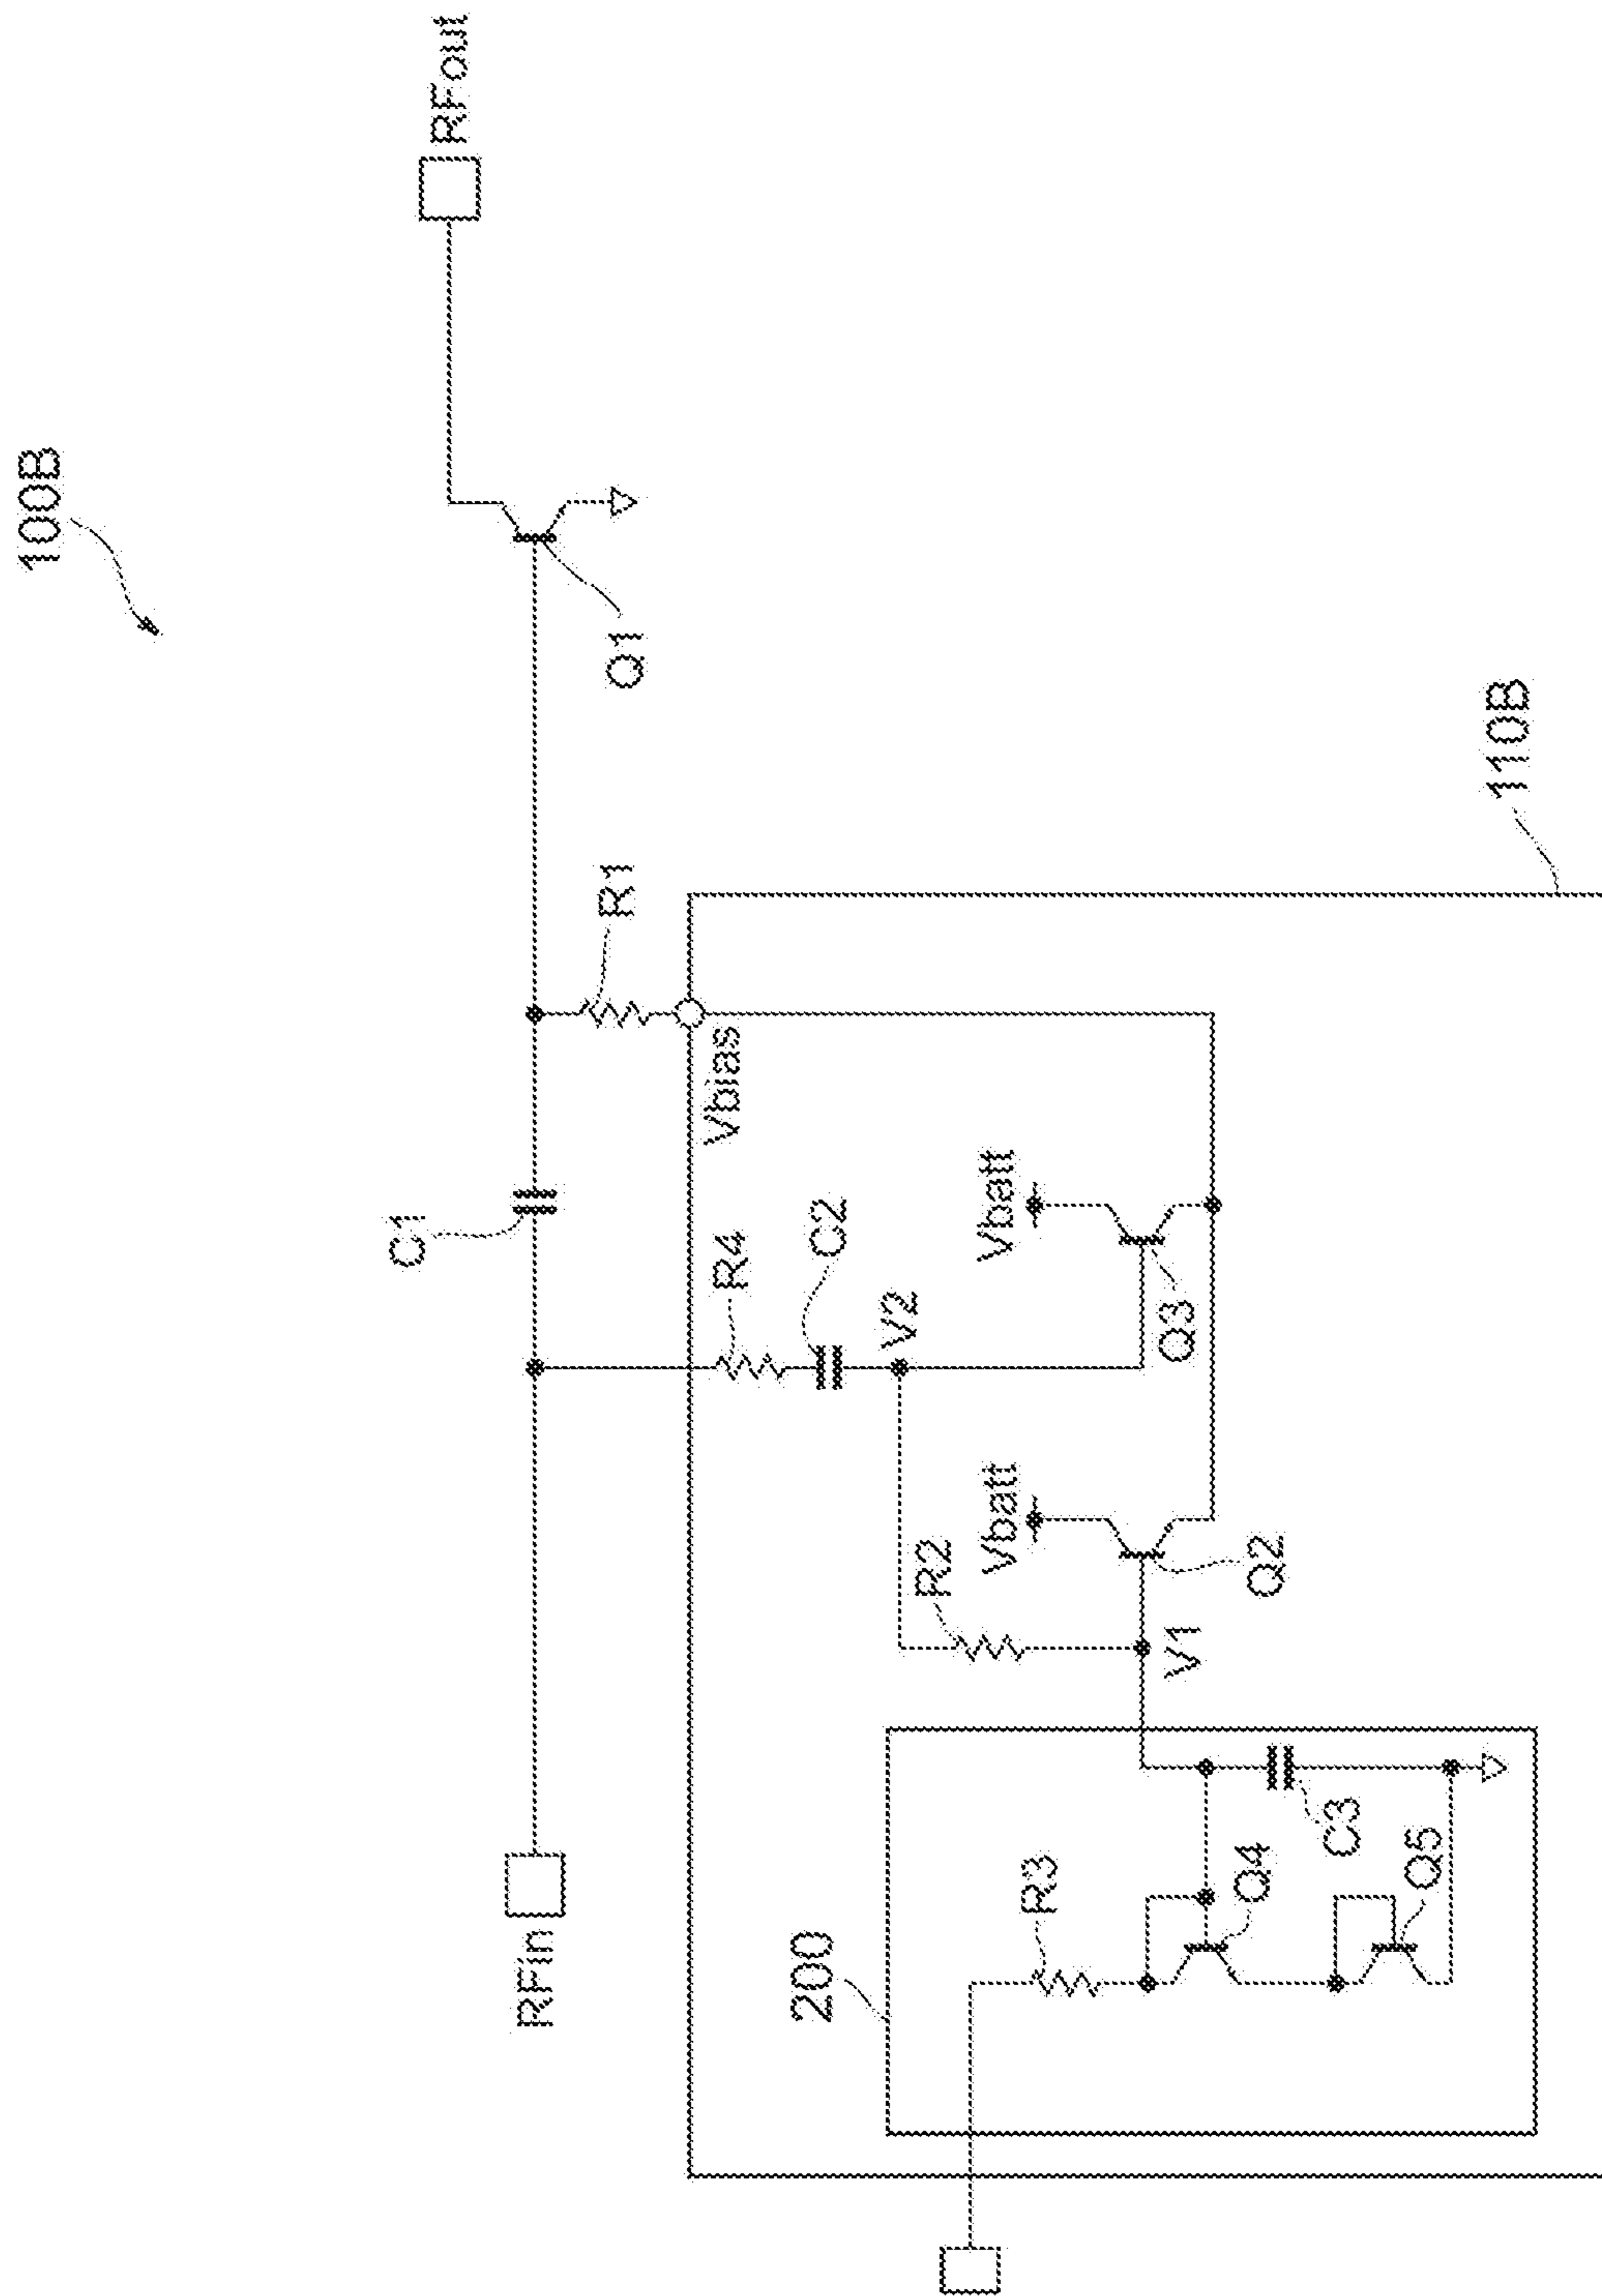 100B
RFout
C1
RFin
Q1
R1
R4
Vbias
C2
V2
Vbatt
Vbatt
R2
Q3
V1
Q2
200
R3
Q4
C3
Q5
110B